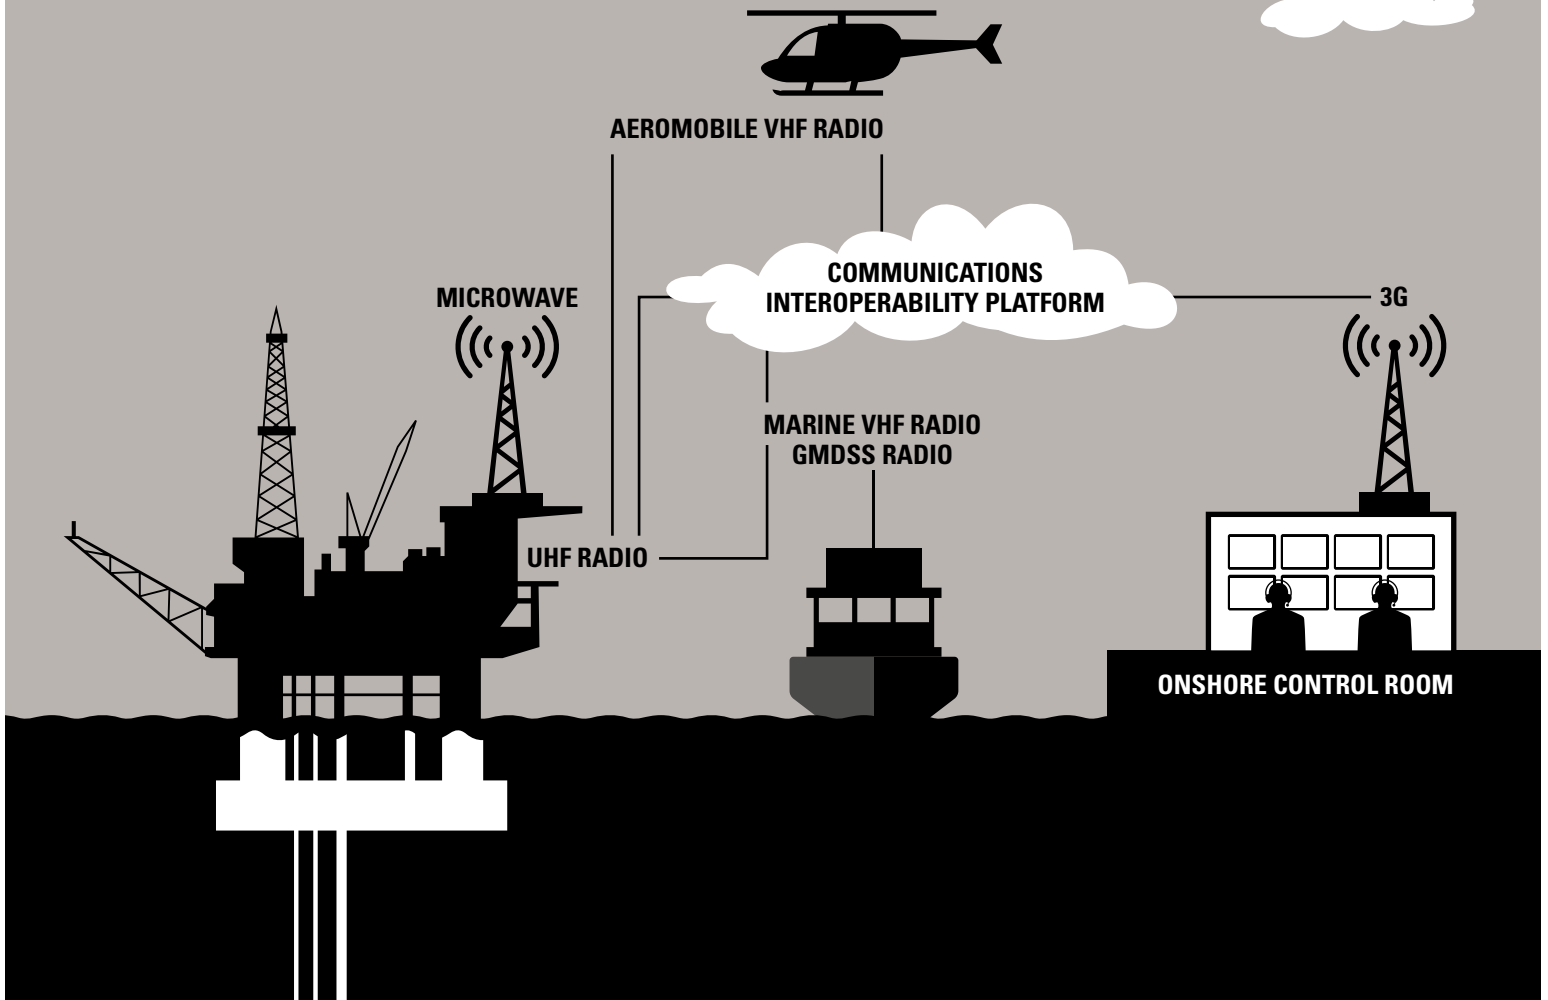 AEROMOBILE VHF RADIO
COMMUNICATIONS
INTEROPERABILITY PLATFORM
MICROWAVE
3G
MARINE VHF RADIO
GMDSS RADIO
UHF RADIO
ONSHORE CONTROL ROOM